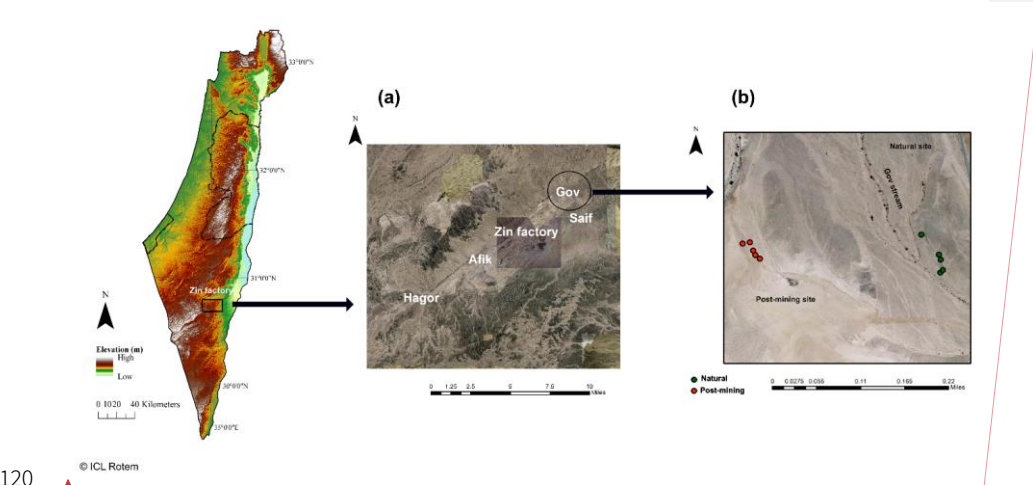 33°0'0"N
32°0'0"N
31°0'0"N
Zin factory
N
Elevation (m)
High
Low
30°0'0"N
0 1020 40 Kilometers
35°0'0"E
© ICL Rotem
120
(a)
N
Gov
Saif
Zin factory
Afik
Hagor
0 1.25 2.5 5 7.5 10
Miles
(b)
N
Natural site
Gov stream
Post-mining site
Natural
Post-mining
0 0.0275 0.055 0.11 0.165 0.22
Miles